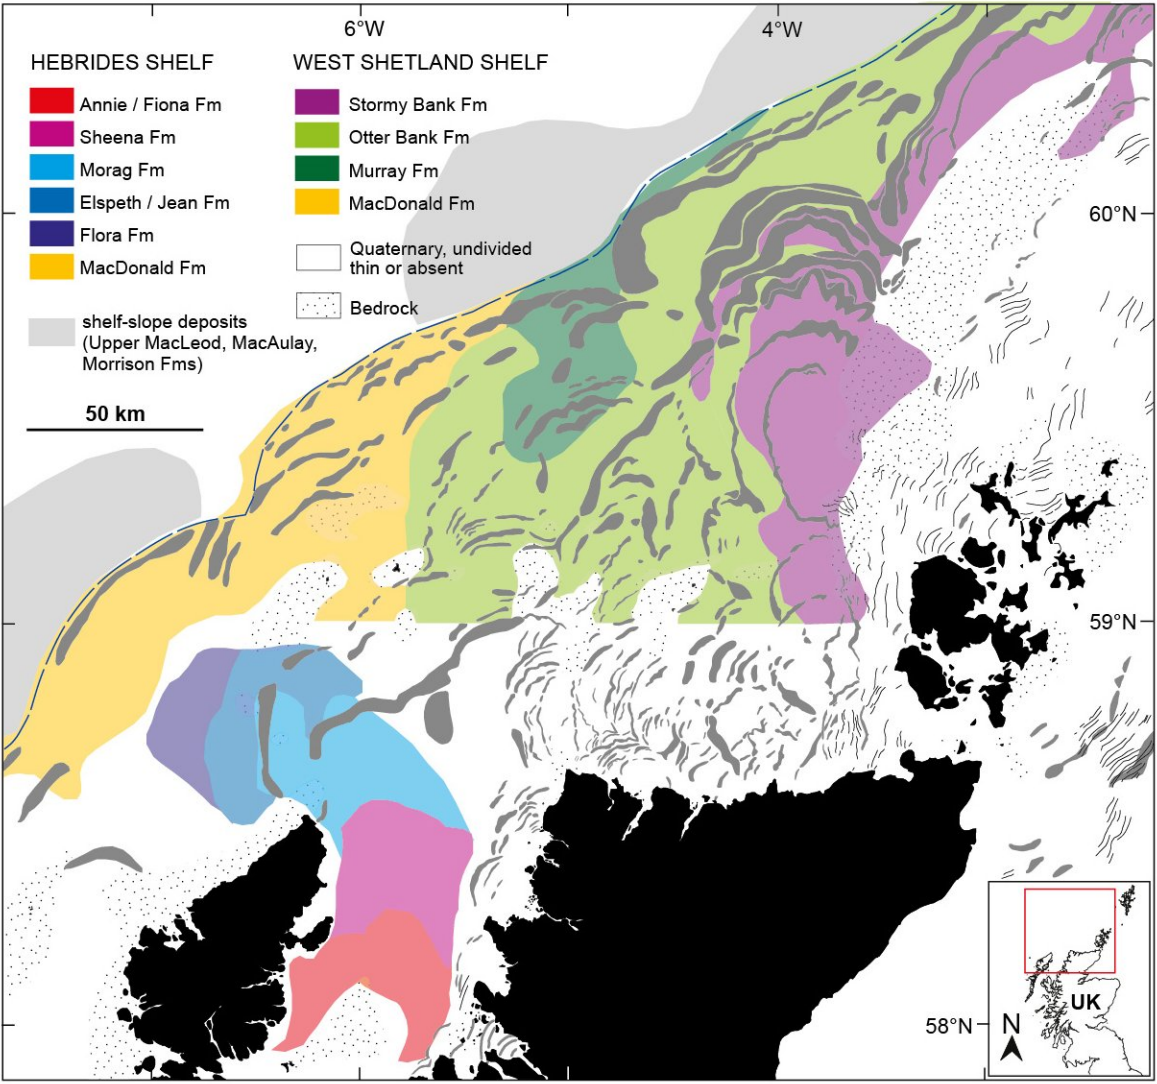 6°W
4°W
HEBRIDES SHELF
Annie / Fiona Fm
Sheena Fm
Morag Fm
Elspeth / Jean Fm
Flora Fm
MacDonald Fm
shelf-slope deposits
(Upper MacLeod, MacAulay,
Morrison Fms)
50 km
WEST SHETLAND SHELF
Stormy Bank Fm
Otter Bank Fm
Murray Fm
MacDonald Fm
Quaternary, undivided
thin or absent
Bedrock
60°N
59°N
58°N
N
UK